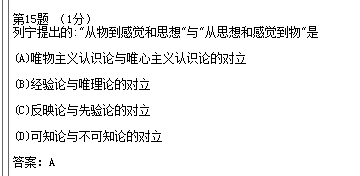 第15题 （1分）
列宁提出的:“从物到感觉和思想”与“从思想和感觉到物”是
(A)唯物主义认识论与唯心主义认识论的对立
(B)经验论与唯理论的对立
(C)反映论与先验论的对立
(D)可知论与不可知论的对立
答案: A